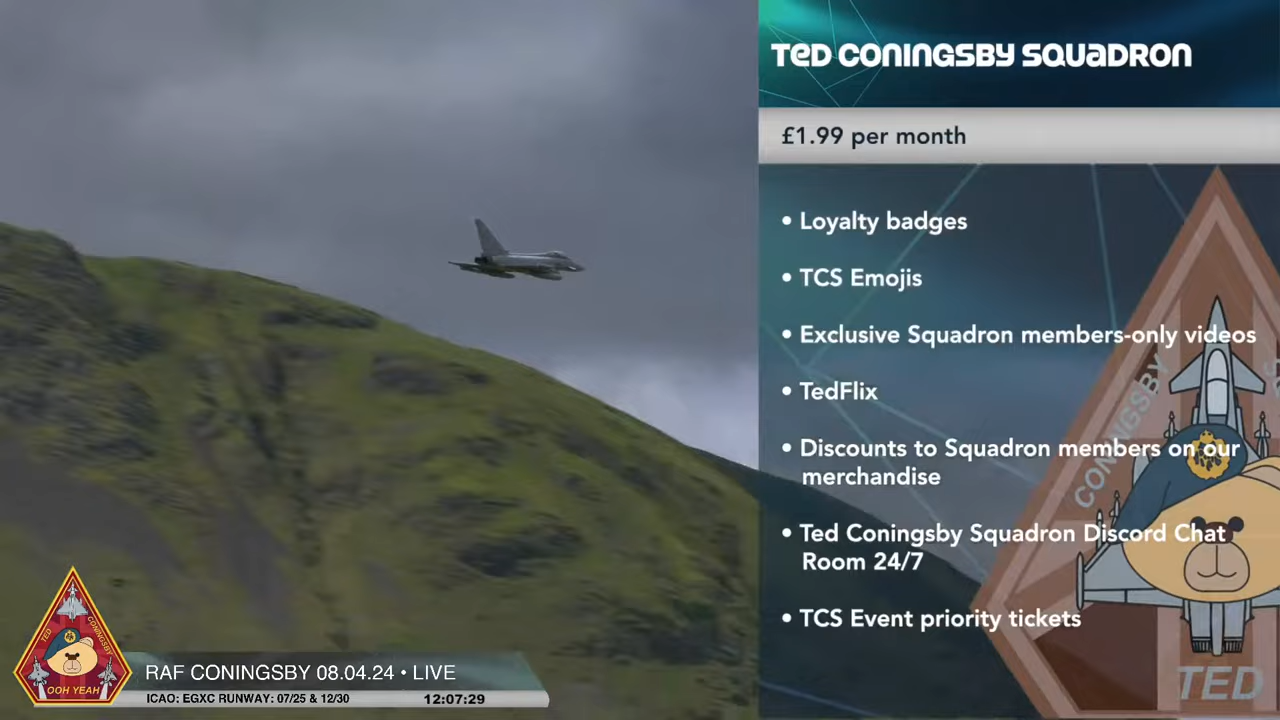 Ted Coningsby Squadron
£1.99 per month
• Loyalty badges
• TCS Emojis
• Exclusive Squadron members-only videos
• TedFlix
• Discounts to Squadron members on our
merchandise
• Ted Coningsby Squadron Discord Chat
Room 24/7
• TCS Event priority tickets
CONINGSBY
TED
TED
CONINGSBY
OOH YEAH
RAF CONINGSBY 08.04.24 • LIVE
ICAO: EGXC RUNWAY: 07/25 & 12/30
12:07:29